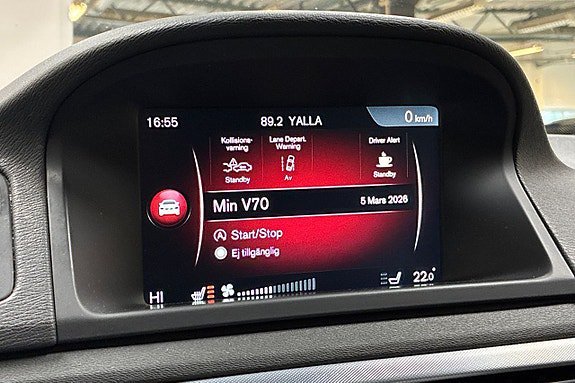 16:55 89.2 YALLA 0 km/h
Kollisions-
varning
Standby
Lane Depart.
Warning
Av
Driver Alert
Standby
Min V70 5 Mars 2026
Start/Stop
Ej tillgänglig
HI 22.0°